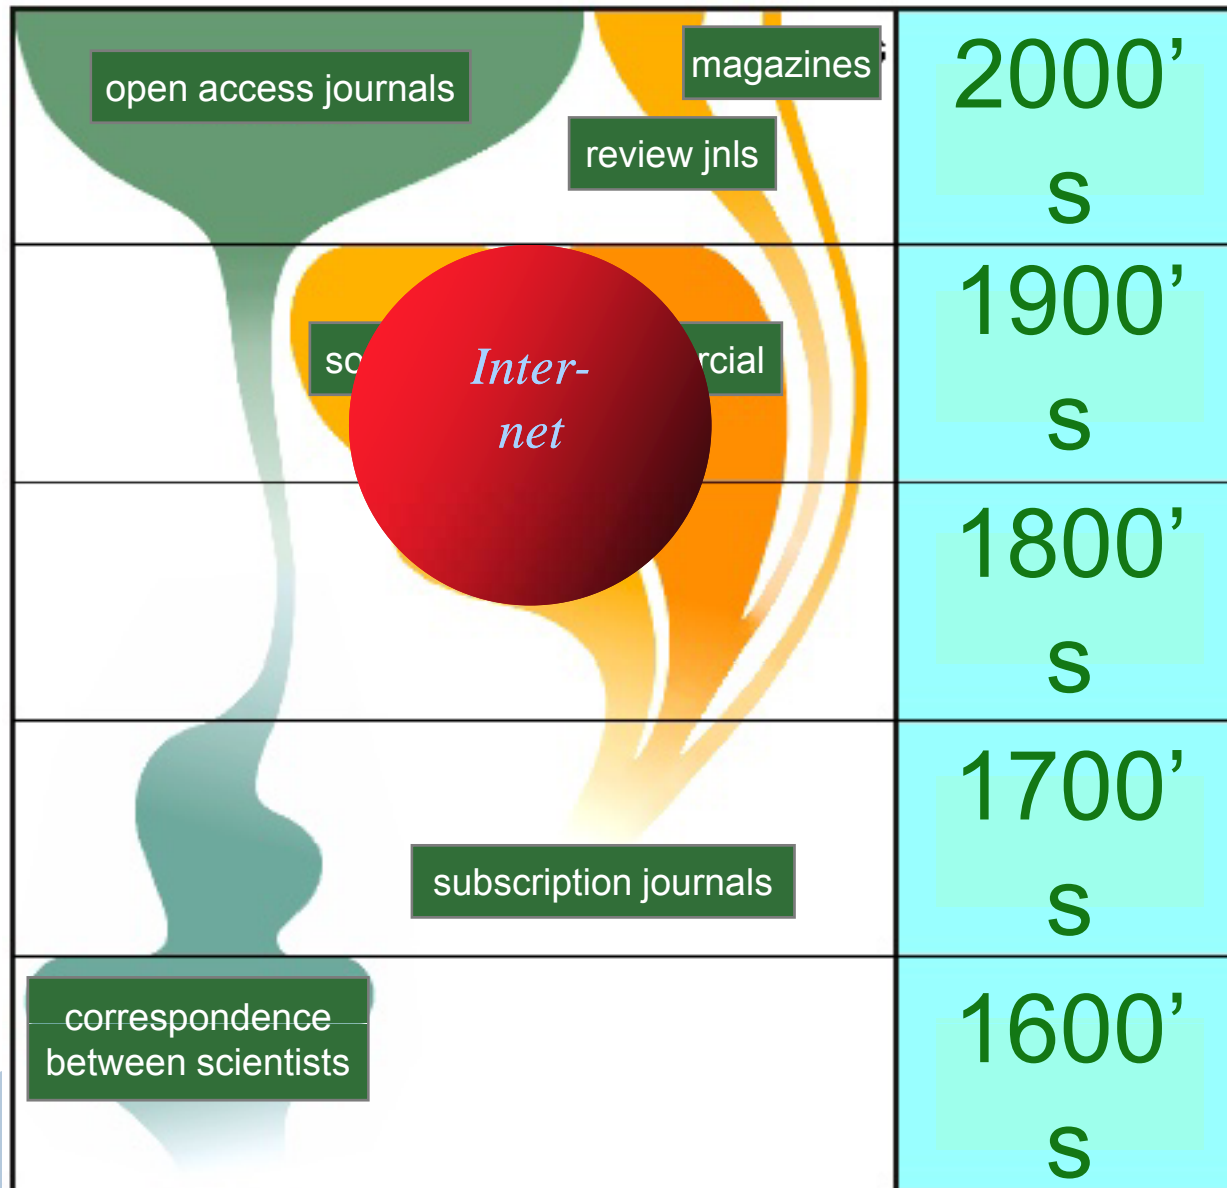 open access journals
magazines
review jnls
2000’
s
so
rcial
Inter-
net
1900’
s
1800’
s
subscription journals
1700’
s
correspondence
between scientists
1600’
s